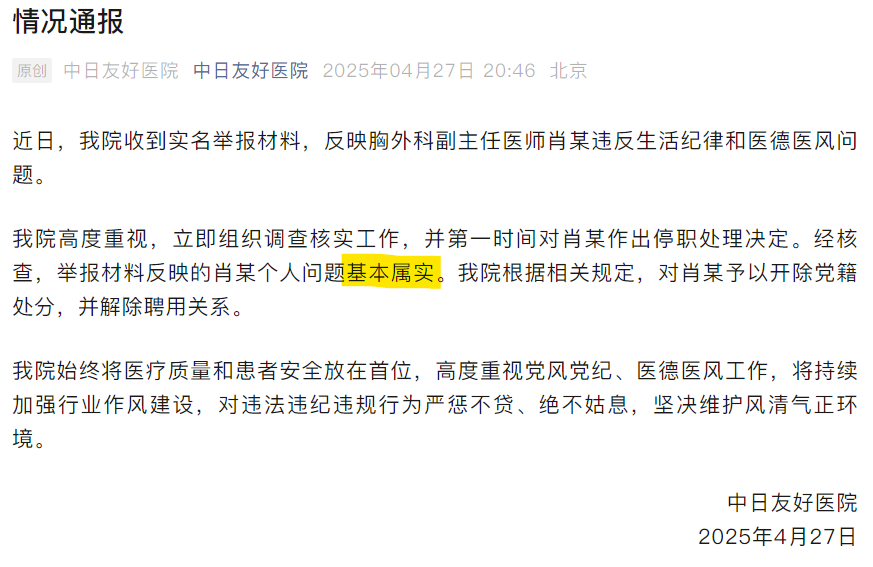 情况通报
原创 中日友好医院 中日友好医院 2025年04月27日 20:46 北京
近日，我院收到实名举报材料，反映胸外科副主任医师肖某违反生活纪律和医德医风问
题。
我院高度重视，立即组织调查核实工作，并第一时间对肖某作出停职处理决定。经核
查，举报材料反映的肖某个人问题基本属实。我院根据相关规定，对肖某予以开除党籍
处分，并解除聘用关系。
我院始终将医疗质量和患者安全放在首位，高度重视党风党纪、医德医风工作，将持续
加强行业作风建设，对违法违纪违规行为严惩不贷、绝不姑息，坚决维护风清气正环
境。
中日友好医院
2025年4月27日